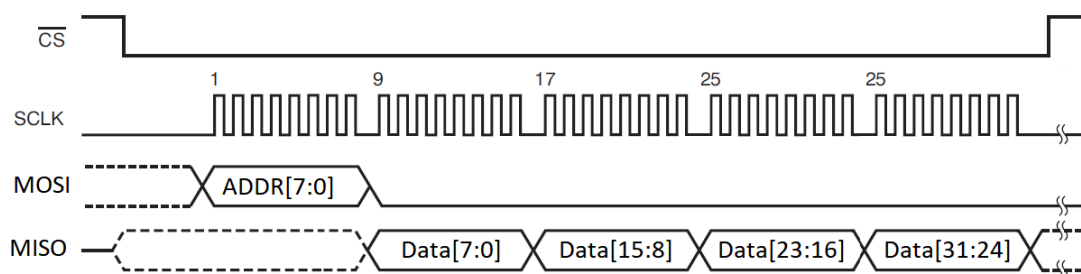 CS
1 9 17 25 25
SCLK
MOSI ADDR[7:0]
MISO Data[7:0] Data[15:8] Data[23:16] Data[31:24]